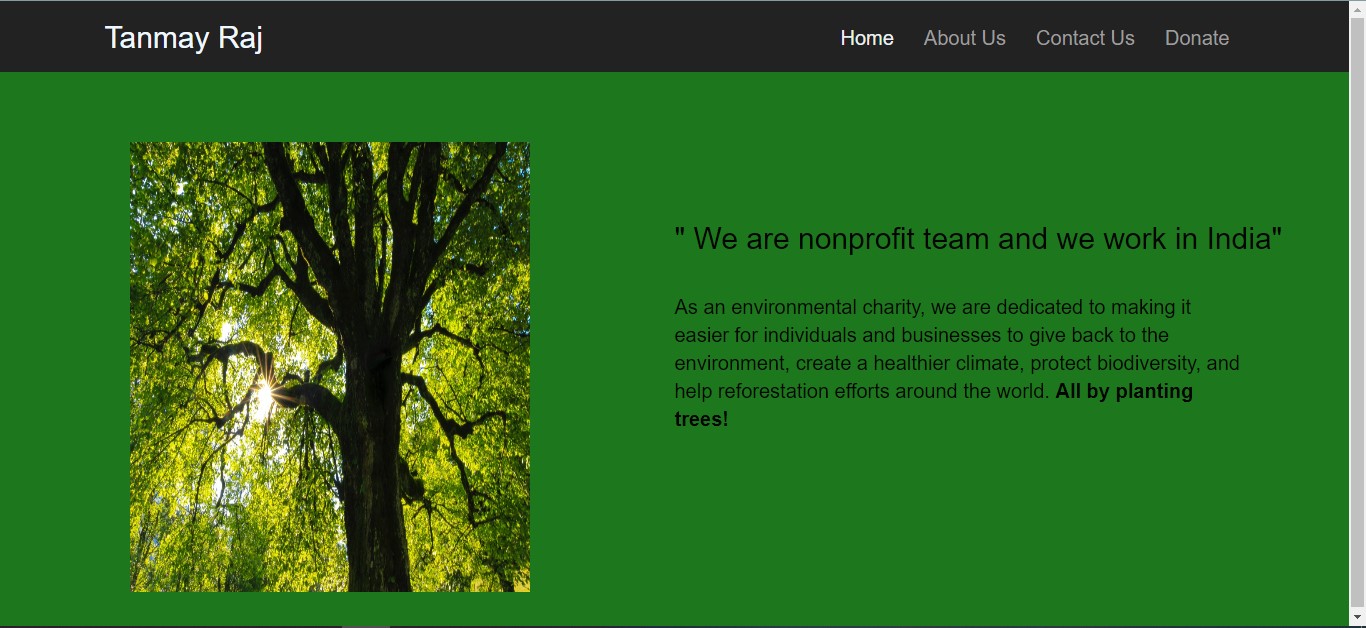 Tanmay Raj
Home About Us Contact Us Donate
" We are nonprofit team and we work in India"
As an environmental charity, we are dedicated to making it
easier for individuals and businesses to give back to the
environment, create a healthier climate, protect biodiversity, and
help reforestation efforts around the world. All by planting
trees!